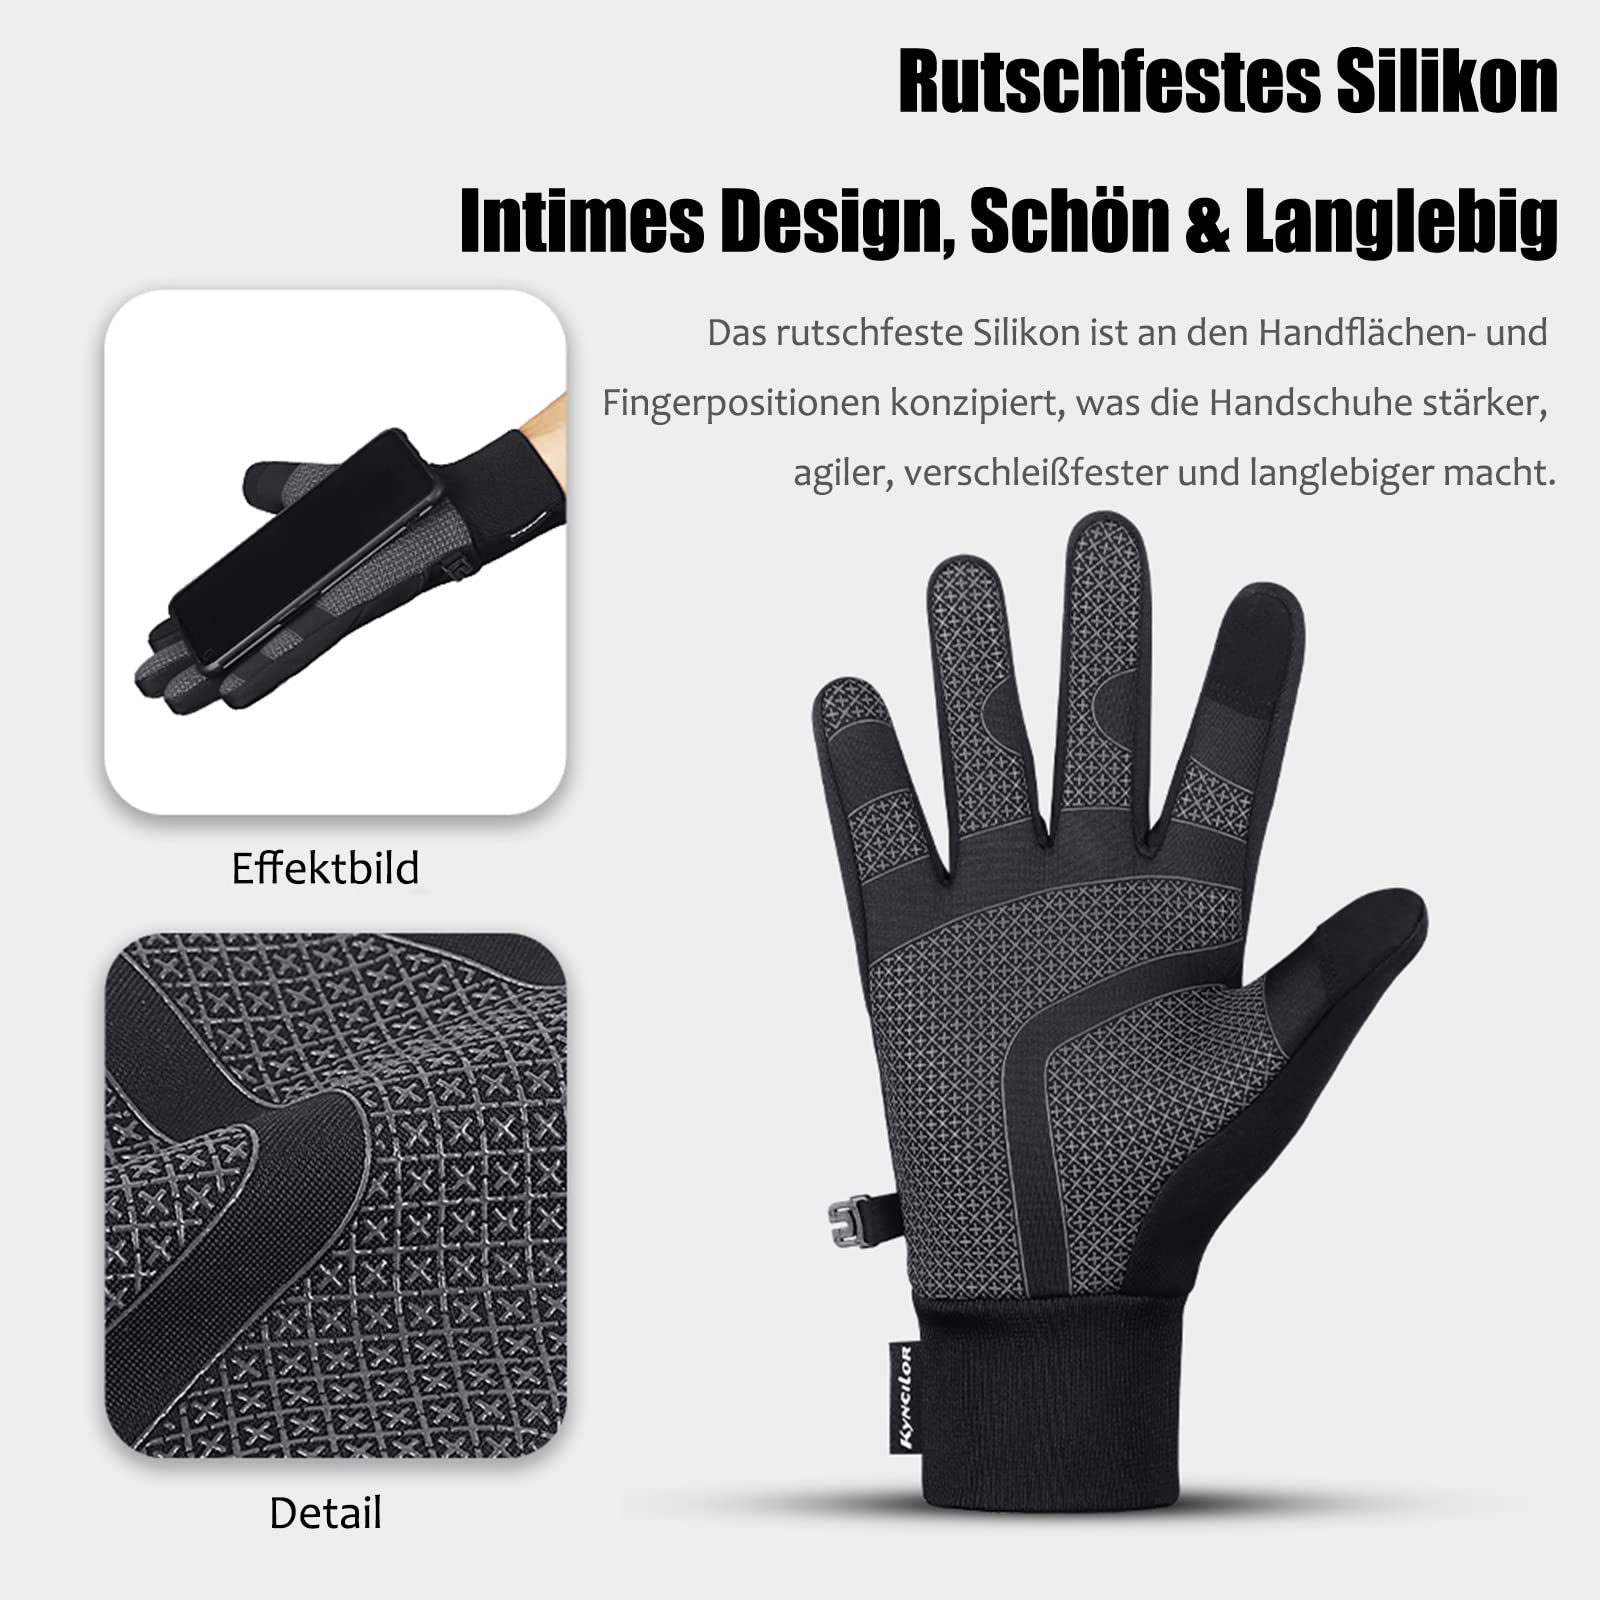 Rutschfestes Silikon
Intimes Design, Schön & Langlebig
Das rutschfeste Silikon ist an den Handflächen- und
Fingerpositionen konzipiert, was die Handschuhe stärker,
agiler, verschleißfester und langlebiger macht.
Effektbild
Detail
KYNCILOR